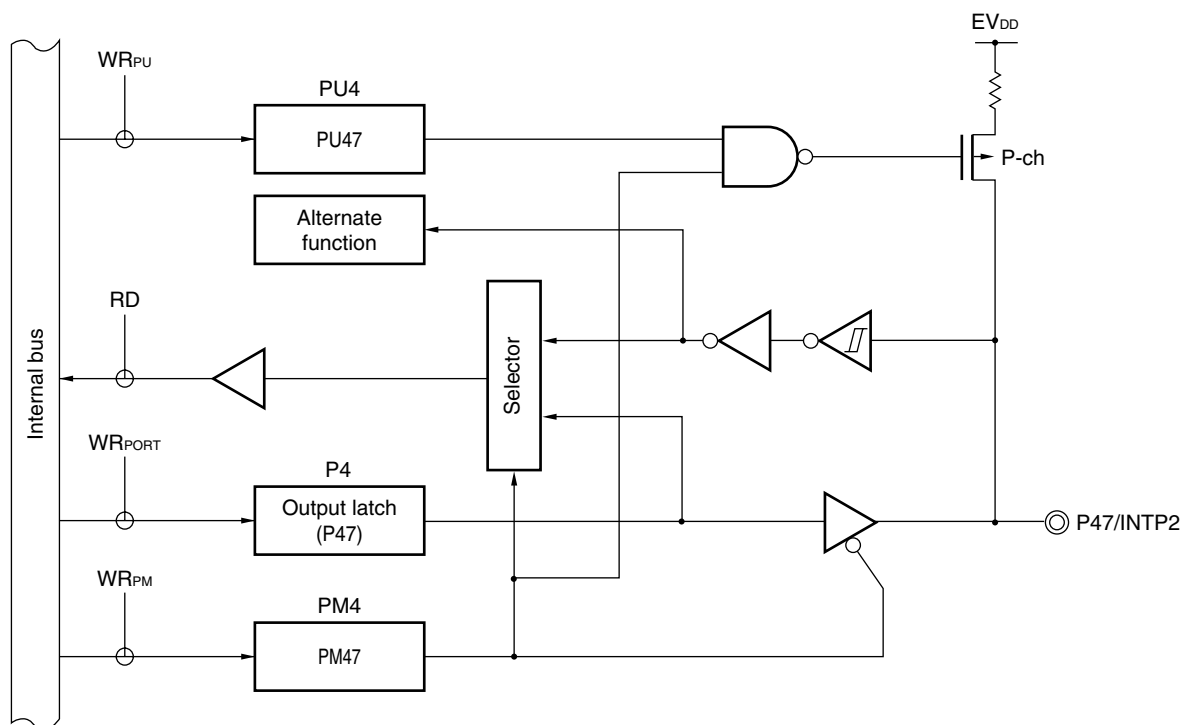 EVDD
WRPU
PU4
PU47
P-ch
Alternate
function
RD
Selector
Internal bus
WRPORT
P4
Output latch
(P47)
P47/INTP2
WRPM
PM4
PM47